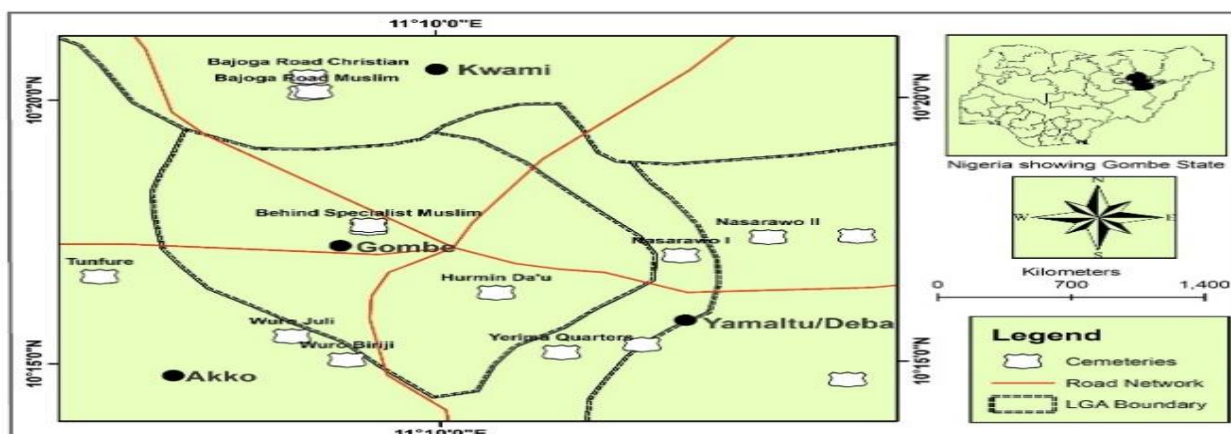 11°10'0"E
Bajoga Road Christian
Bajoga Road Muslim
Kwami
10°20'0"N
10°20'0"N
Nigeria showing Gombe State
N
W
E
S
Behind Specialist Muslim
Gombe
Nasarawo II
Nasarawo I
Tunfure
Hurmin Da'u
Kilometers
0
700
1,400
Wuro Juli
Wuro Biriji
Yerima Quarters
Yamaltu/Deba
Akko
10°15'0"N
10°15'0"N
Legend
Cemeteries
Road Network
LGA Boundary
11°10'0"E